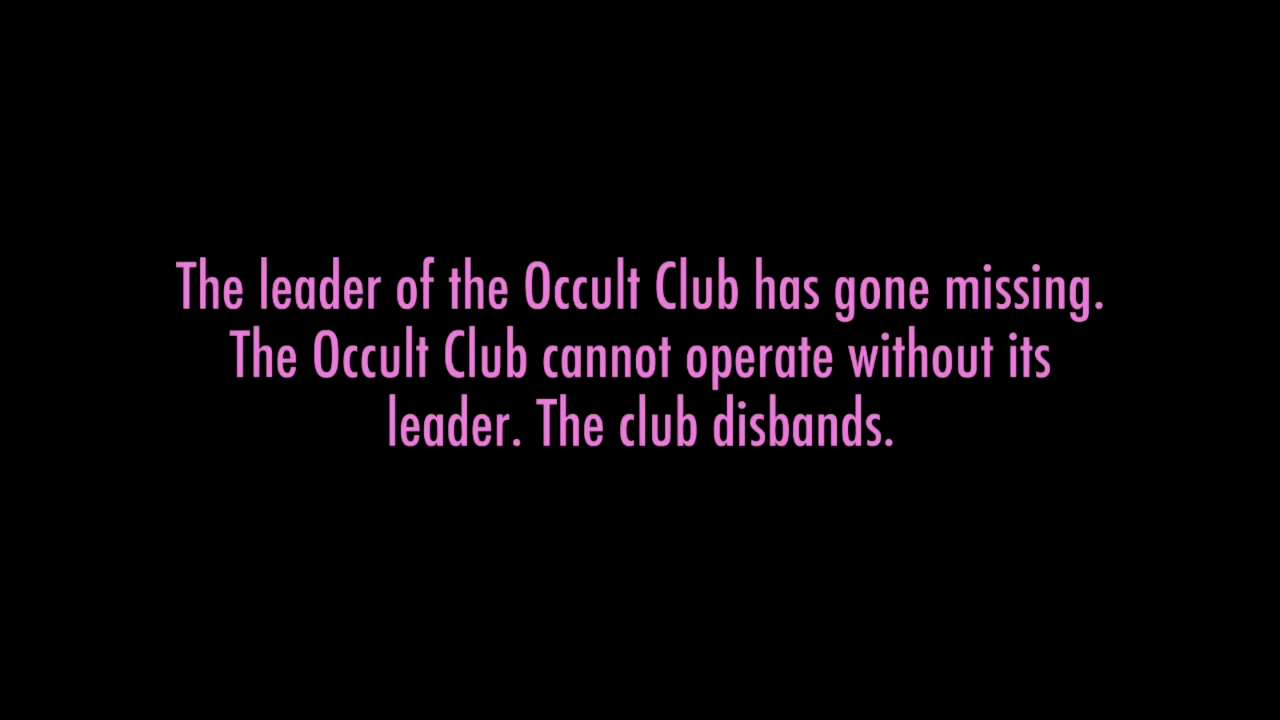 The leader of the Occult Club has gone missing.
The Occult Club cannot operate without its
leader. The club disbands.